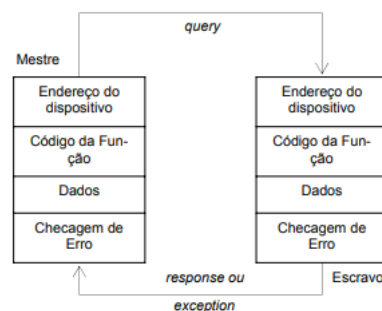 query
Mestre
Endereço do
dispositivo
Código da Fun-
ção
Dados
Checagem de
Erro
Endereço do
dispositivo
Código da Fun-
ção
Dados
Checagem de
Erro
response ou
Escravo
exception